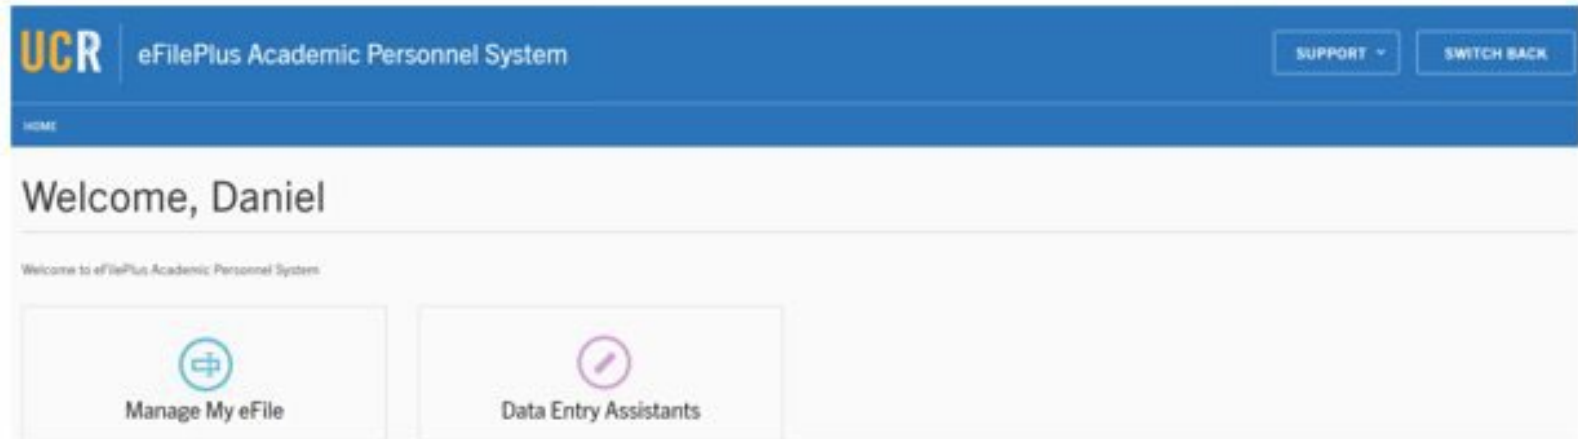 UCR eFilePlus Academic Personnel System SUPPORT SWITCH BACK
HOME
Welcome, Daniel
Welcome to eFilePlus Academic Personnel System
Manage My eFile Data Entry Assistants